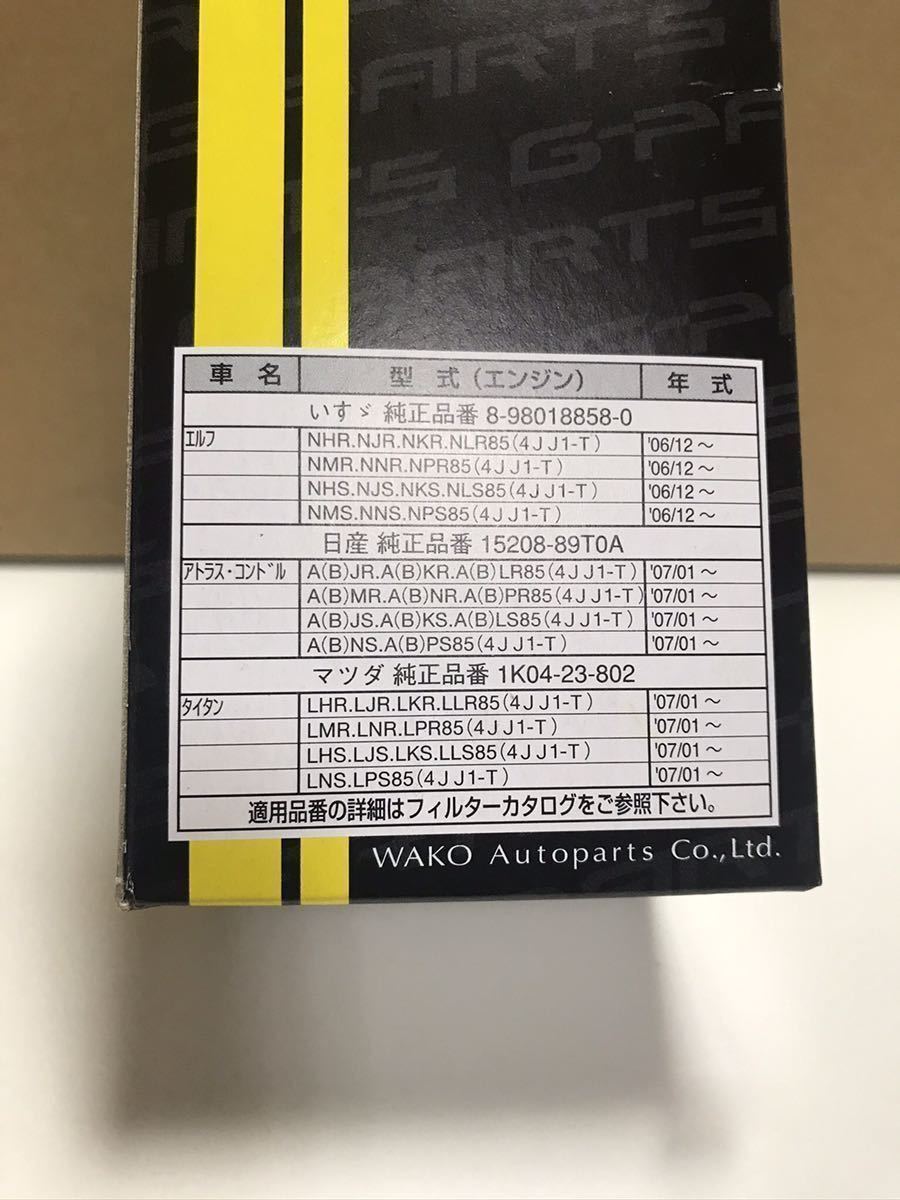 PARTS
G-PARTS
PARTS G-PA
G-PARTS
G-PA
車 名 型 式（エンジン） 年 式
いすゞ 純正品番 8-98018858-0
エルフ NHR.NJR.NKR.NLR85(4JJ1-T) '06/12～
NMR.NNR.NPR85(4JJ1-T) '06/12～
NHS.NJS.NKS.NLS85(4JJ1-T) '06/12～
NMS.NNS.NPS85(4JJ1-T) '06/12～
日産 純正品番 15208-89T0A
アトラス・コンドル A(B)JR.A(B)KR.A(B)LR85(4JJ1-T) '07/01～
A(B)MR.A(B)NR.A(B)PR85(4JJ1-T) '07/01～
A(B)JS.A(B)KS.A(B)LS85(4JJ1-T) '07/01～
A(B)NS.A(B)PS85(4JJ1-T) '07/01～
マツダ 純正品番 1K04-23-802
タイタン LHR.LJR.LKR.LLR85(4JJ1-T) '07/01～
LMR.LNR.LPR85(4JJ1-T) '07/01～
LHS.LJS.LKS.LLS85(4JJ1-T) '07/01～
LNS.LPS85(4JJ1-T) '07/01～
適用品番の詳細はフィルターカタログをご参照下さい。
WAKO Autoparts Co.,Ltd.